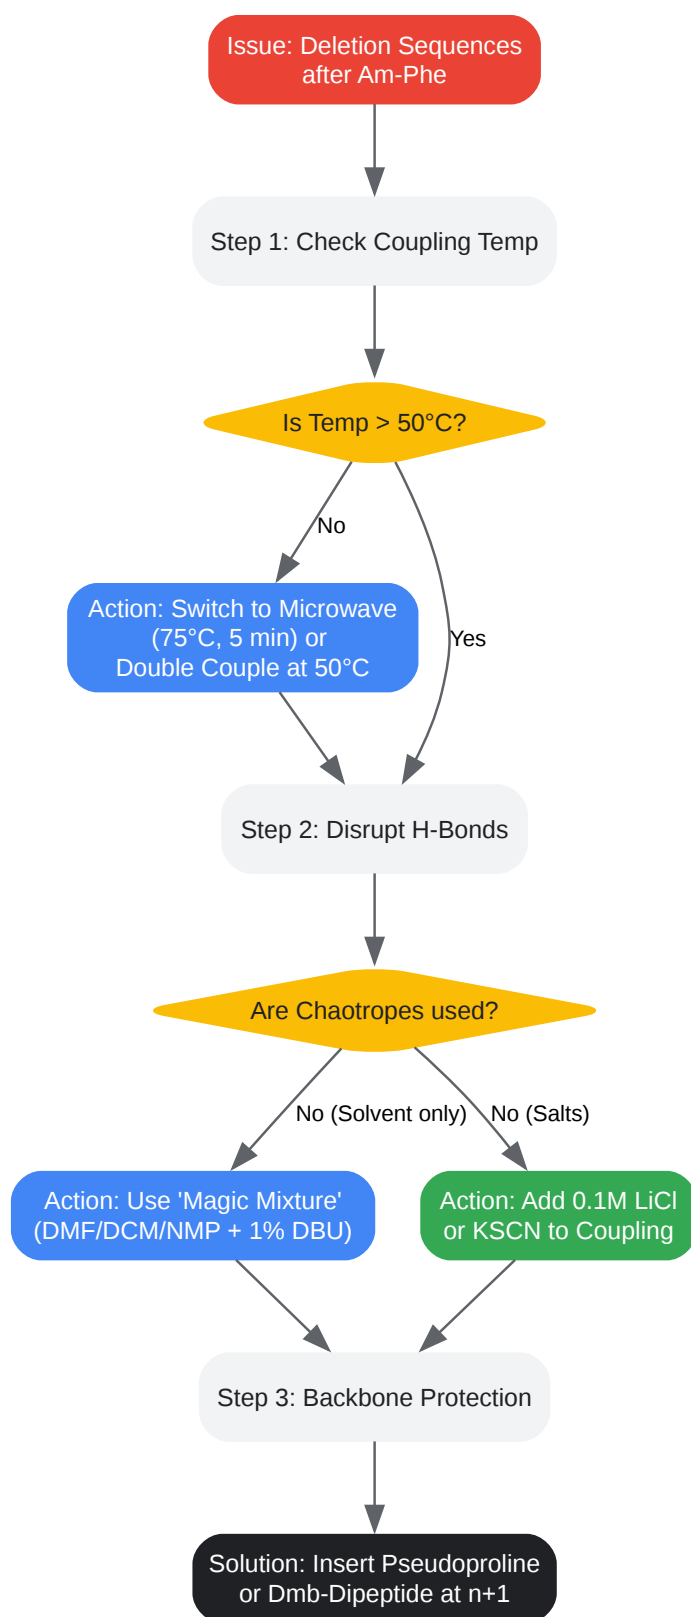 Issue: Deletion Sequences
after Am-Phe
Step 1: Check Coupling Temp
Is Temp > 50°C?
No
Action: Switch to Microwave
(75°C, 5 min) or
Double Couple at 50°C
Yes
Step 2: Disrupt H-Bonds
Are Chaotropes used?
No (Solvent only)
No (Salts)
Action: Use 'Magic Mixture'
(DMF/DCM/NMP + 1% DBU)
Action: Add 0.1M LiCl
or KSCN to Coupling
Step 3: Backbone Protection
Solution: Insert Pseudoproline
or Dmb-Dipeptide at n+1